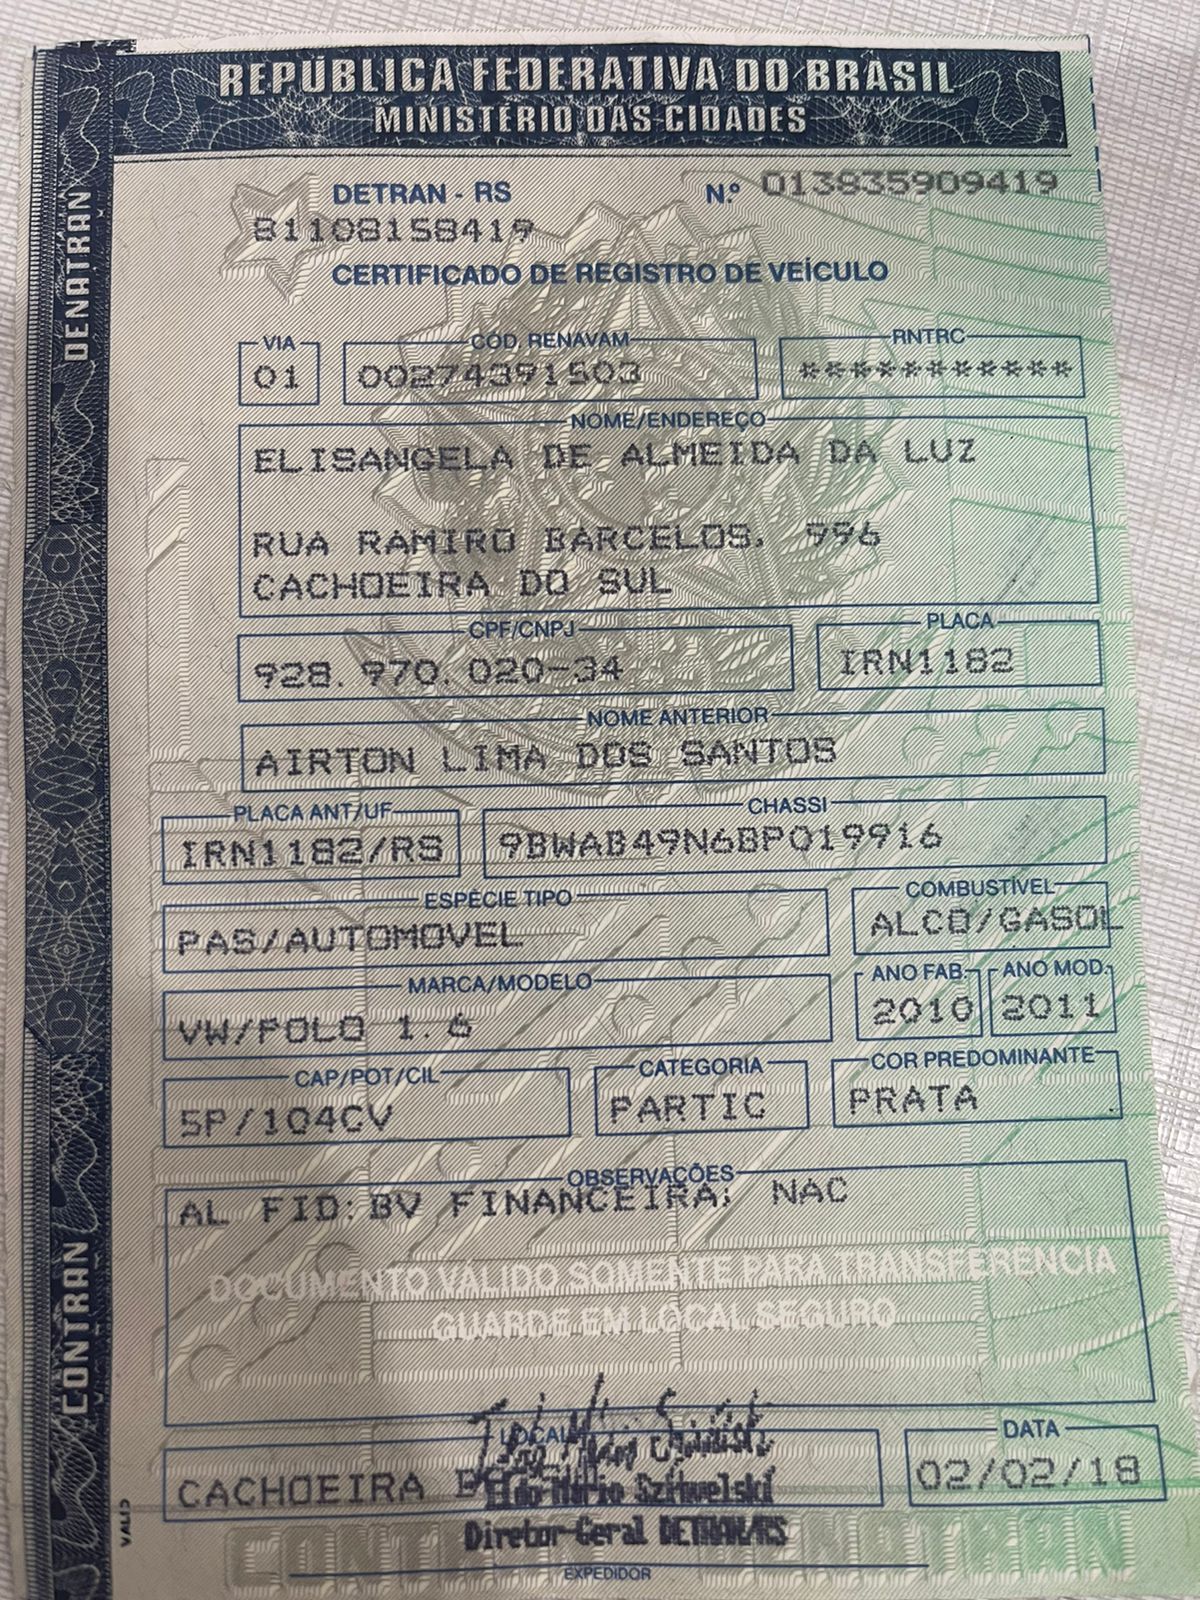 REPÚBLICA FEDERATIVA DO BRASIL
MINISTÉRIO DAS CIDADES
DENATRAN
DETRAN - RS
N.º 013835909419
81108158419
CERTIFICADO DE REGISTRO DE VEÍCULO
VIA
01
CÓD. RENAVAM
00274391503
RNTRC
***********
NOME/ENDEREÇO
ELISANGELA DE ALMEIDA DA LUZ
RUA RAMIRO BARCELOS, 996
CACHOEIRA DO SUL
CPF/CNPJ
928.970.020-34
PLACA
IRN1182
NOME ANTERIOR
AIRTON LIMA DOS SANTOS
PLACA ANT/UF
IRN1182/RS
CHASSI
9BWAB49N6BP019916
ESPÉCIE TIPO
PAS/AUTOMOVEL
COMBUSTÍVEL
ALCO/GASOL
MARCA/MODELO
VW/POLO 1.6
ANO FAB.
2010
ANO MOD.
2011
CAP/POT/CIL
5P/104CV
CATEGORIA
PARTIC
COR PREDOMINANTE
PRATA
OBSERVAÇÕES
AL FID:BV FINANCEIRA; NAC
DOCUMENTO VÁLIDO SOMENTE PARA TRANSFERÊNCIA
GUARDE EM LOCAL SEGURO
CONTRAN
LOCAL
CACHOEIRA
DATA
02/02/18
Diretor-Geral DETRAN/RS
EXPEDIDOR